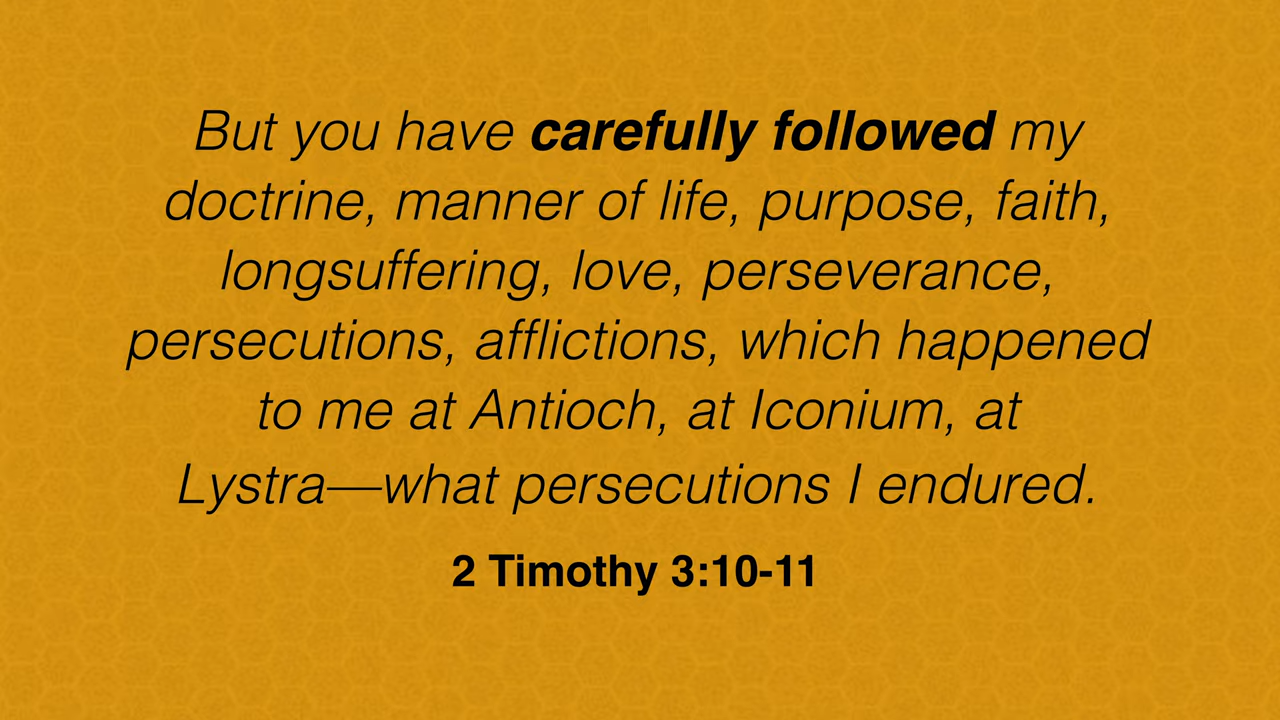 But you have carefully followed my
doctrine, manner of life, purpose, faith,
longsuffering, love, perseverance,
persecutions, afflictions, which happened
to me at Antioch, at Iconium, at
Lystra—what persecutions I endured.
2 Timothy 3:10-11